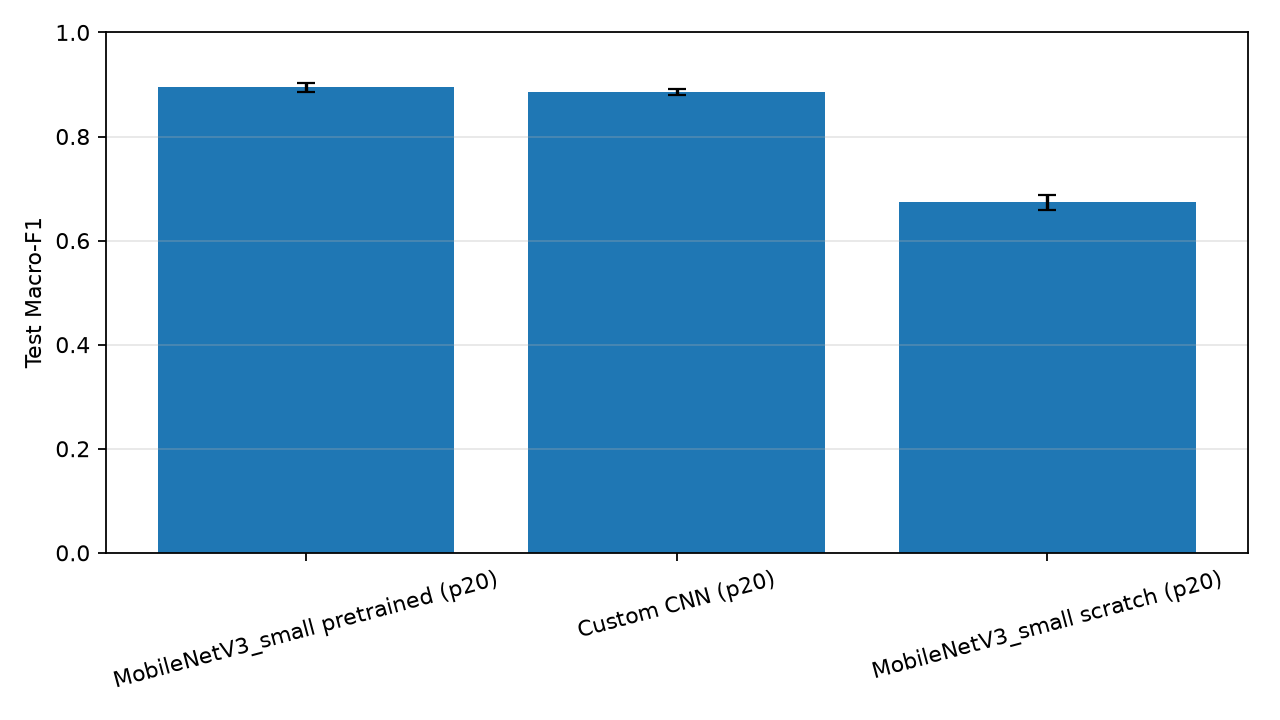 1.0
0.8
0.6
0.4
0.2
0.0
Test Macro-F1
MobileNetV3_small pretrained (p20)
Custom CNN (p20)
MobileNetV3_small scratch (p20)